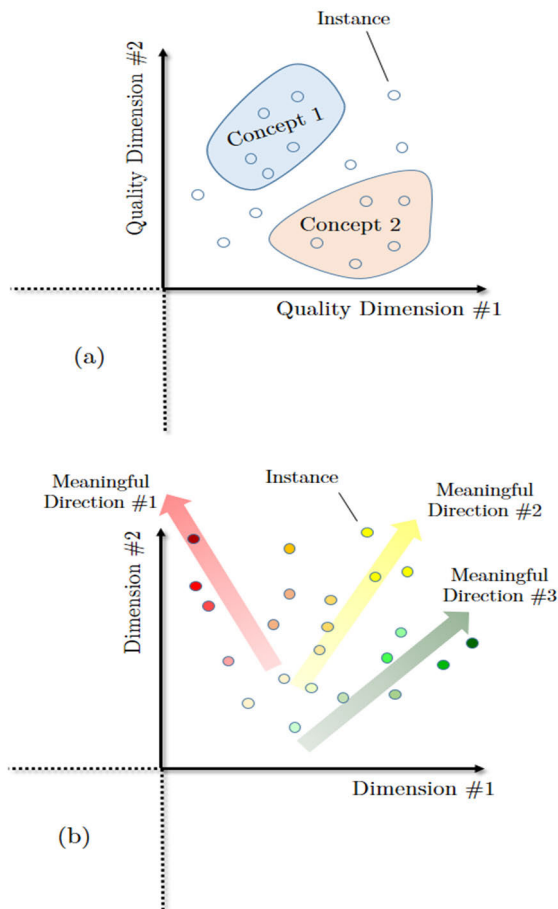 Instance
Quality Dimension #2
Concept 1
Concept 2
Quality Dimension #1
(a)
Meaningful
Direction #1
Instance
Meaningful
Direction #2
Dimension #2
Meaningful
Direction #3
Dimension #1
(b)